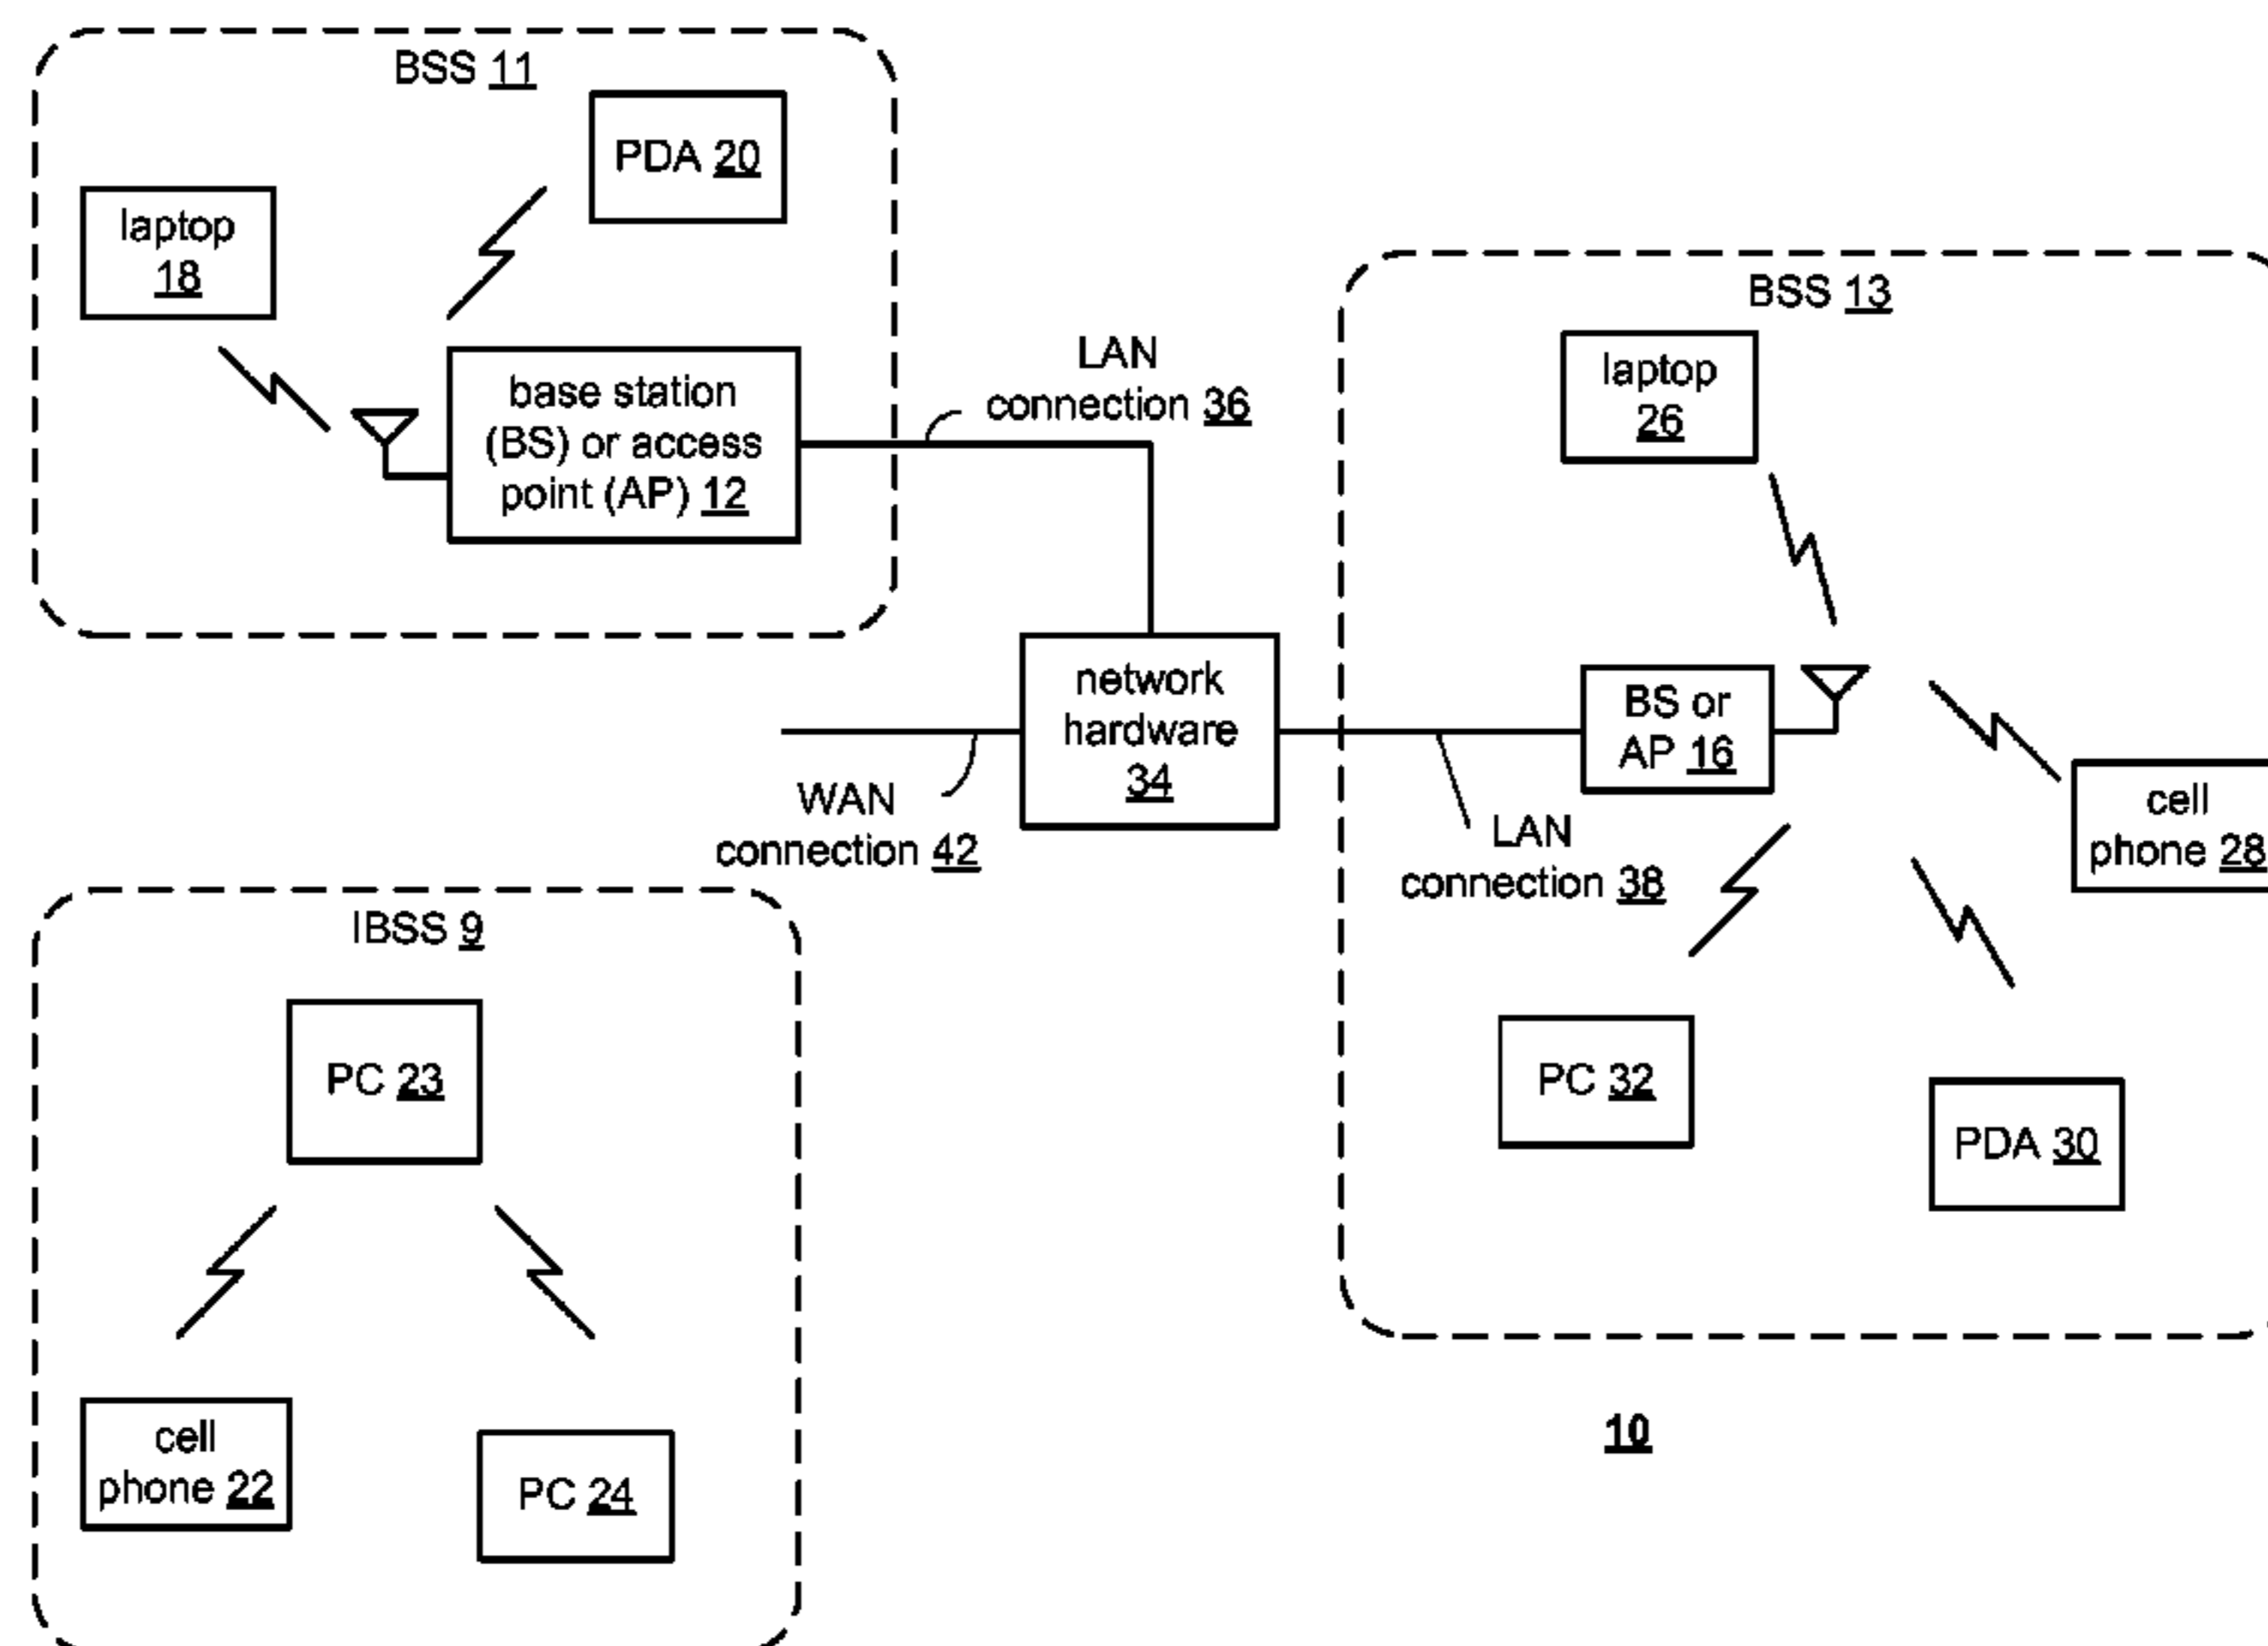 BSS 11
PDA 20
laptop
18
base station
(BS) or access
point (AP) 12
LAN
connection 36
BSS 13
laptop
26
network
hardware
34
BS or
AP 16
WAN
connection 42
LAN
connection 38
cell
phone 28
IBSS 9
PC 23
PC 32
PDA 30
cell
phone 22
PC 24
10